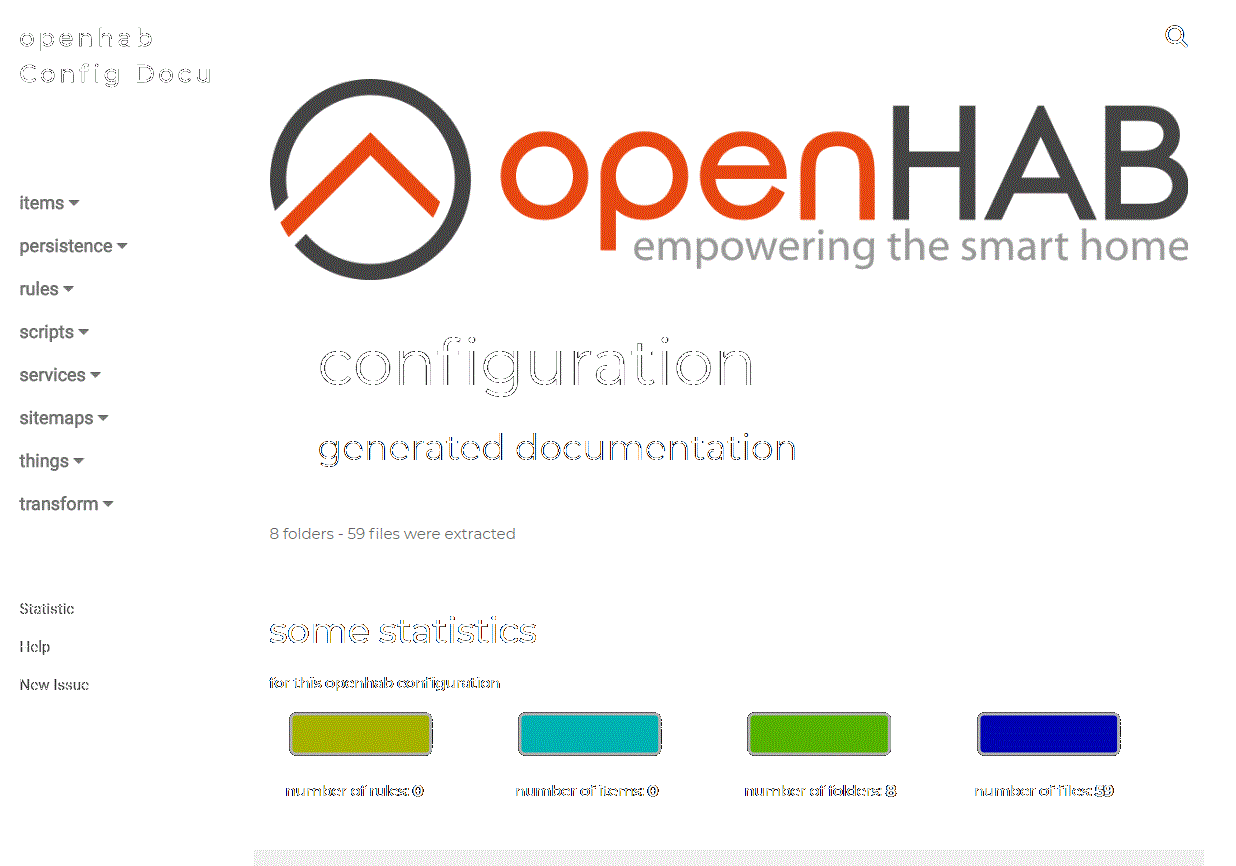 openhab
Config Docu
items
persistence
rules
scripts
services
sitemaps
things
transform
Statistic
Help
New Issue
openHAB
empowering the smart home
configuration
generated documentation
8 folders - 59 files were extracted
some statistics
for this openhab configuration
number of rules: 0
number of items: 0
number of folders: 8
number of files: 59